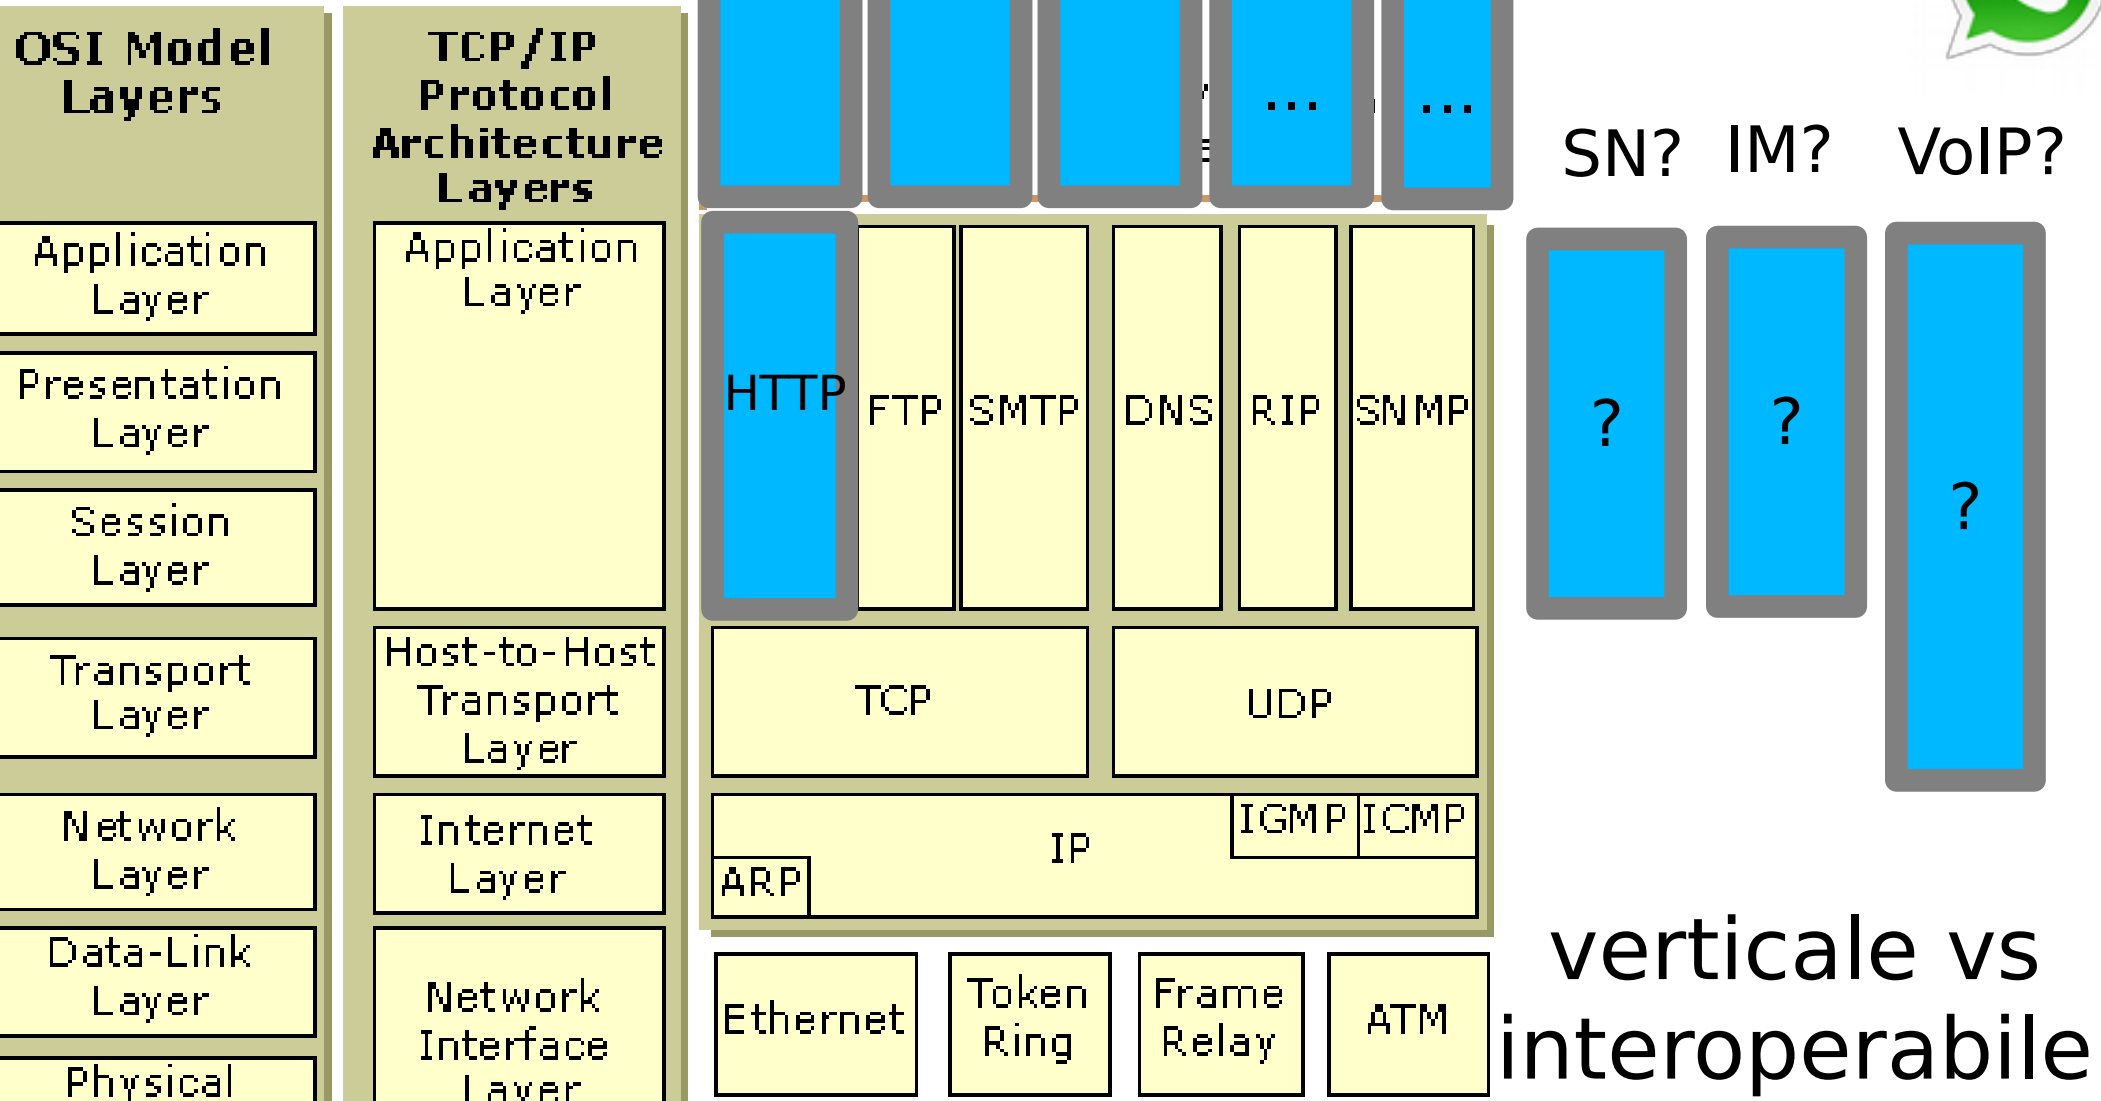 OSI Model
Layers
Application
Layer
Presentation
Layer
Session
Layer
Transport
Layer
Network
Layer
Data-Link
Layer
Physical
TCP/IP
Protocol
Architecture
Layers
Application
Layer
Host-to-Host
Transport
Layer
Internet
Layer
Network
Interface
Layer
...
...
HTTP
FTP
SMTP
DNS
RIP
SNMP
TCP
UDP
IP
IGMP
ICMP
ARP
Ethernet
Token
Ring
Frame
Relay
ATM
SN?
IM?
VoIP?
?
?
?
verticale vs
interoperabile